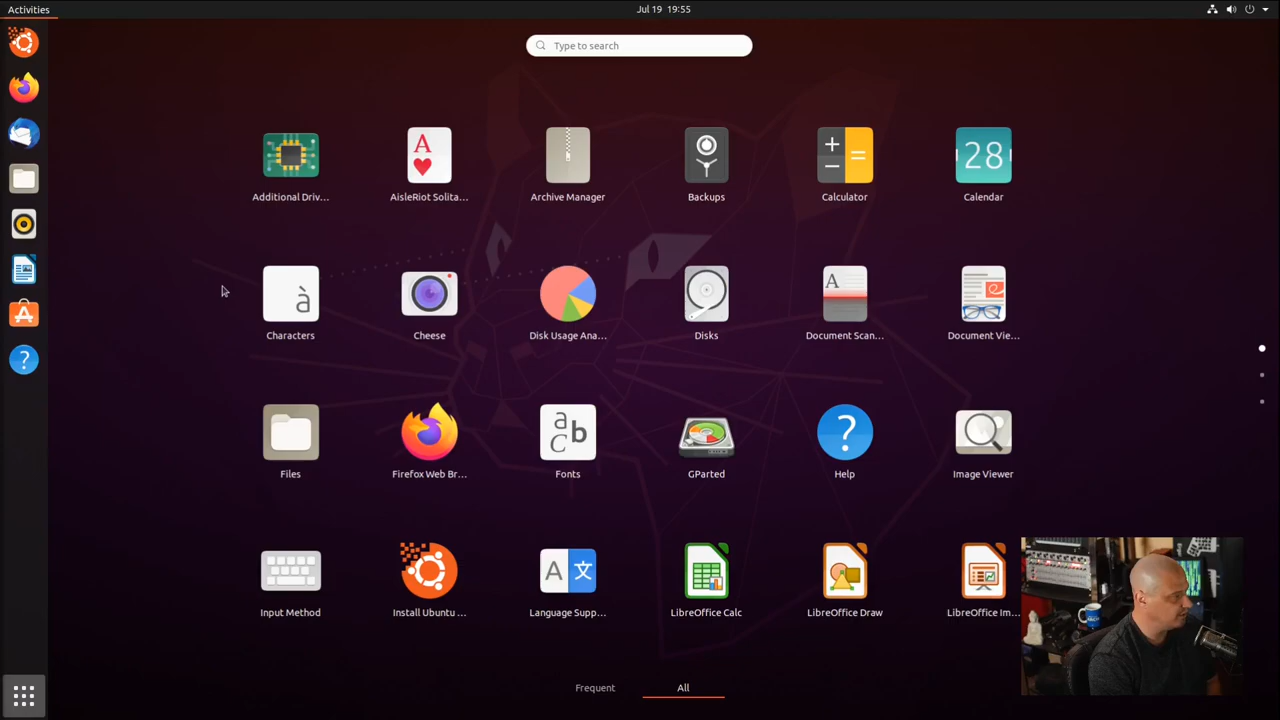 Activities
Jul 19 19:55
Type to search
Additional Driv...
AisleRiot Solita...
Archive Manager
Backups
Calculator
Calendar
28
Characters
Cheese
Disk Usage Ana...
Disks
Document Scan...
Document Vie...
Files
Firefox Web Br...
Fonts
GParted
Help
Image Viewer
Input Method
Install Ubuntu ...
Language Supp...
LibreOffice Calc
LibreOffice Draw
LibreOffice Im...
Frequent
All